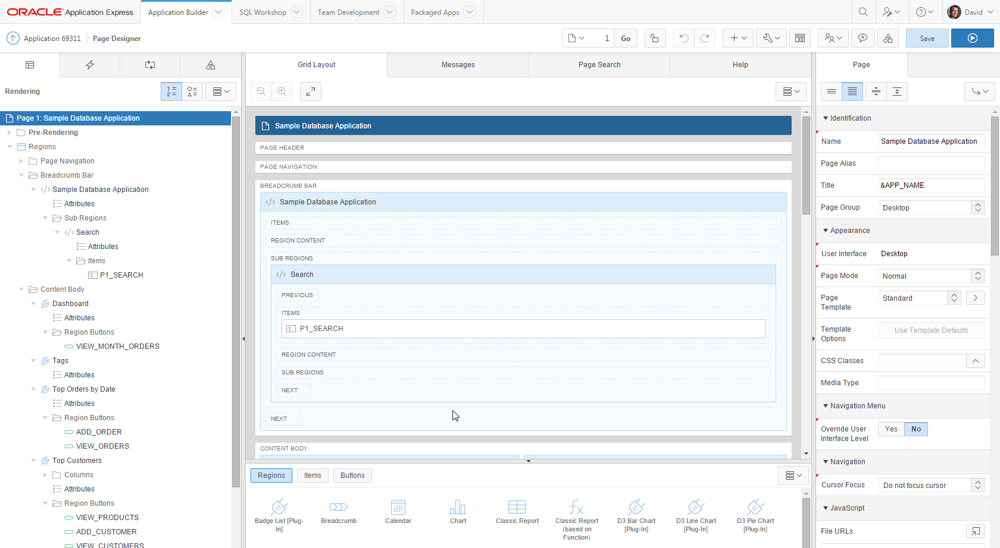 ORACLE Application Express
Application Builder
SQL Workshop
Team Development
Packaged Apps
David
Application 69311
Page Designer
1
Go
Save
Rendering
Page 1: Sample Database Application
Pre-Rendering
Regions
Page Navigation
Breadcrumb Bar
Sample Database Application
Attributes
Sub Regions
Search
Attributes
Items
P1_SEARCH
Content Body
Dashboard
Attributes
Region Buttons
VIEW_MONTH_ORDERS
Tags
Attributes
Top Orders by Date
Attributes
Region Buttons
ADD_ORDER
VIEW_ORDERS
Top Customers
Columns
Attributes
Region Buttons
VIEW_PRODUCTS
ADD_CUSTOMER
VIEW_CUSTOMERS
Grid Layout
Messages
Page Search
Help
Sample Database Application
PAGE HEADER
PAGE NAVIGATION
BREADCRUMB BAR
Sample Database Application
ITEMS
REGION CONTENT
SUB REGIONS
Search
PREVIOUS
ITEMS
P1_SEARCH
REGION CONTENT
SUB REGIONS
NEXT
NEXT
CONTENT BODY
Regions
Items
Buttons
Badge List [Plug-
In]
Breadcrumb
Calendar
Chart
Classic Report
Classic Report
(based on
Function)
D3 Bar Chart
[Plug-In]
D3 Line Chart
[Plug-In]
D3 Pie Chart
[Plug-In]
Page
Identification
Name
Sample Database Application
Page Alias
Title
&APP_NAME.
Page Group
Desktop
Appearance
User Interface
Desktop
Page Mode
Normal
Page
Template
Standard
Template
Options
Use Template Defaults
CSS Classes
Media Type
Navigation Menu
Override User
Interface Level
Yes
No
Navigation
Cursor Focus
Do not focus cursor
JavaScript
File URLs